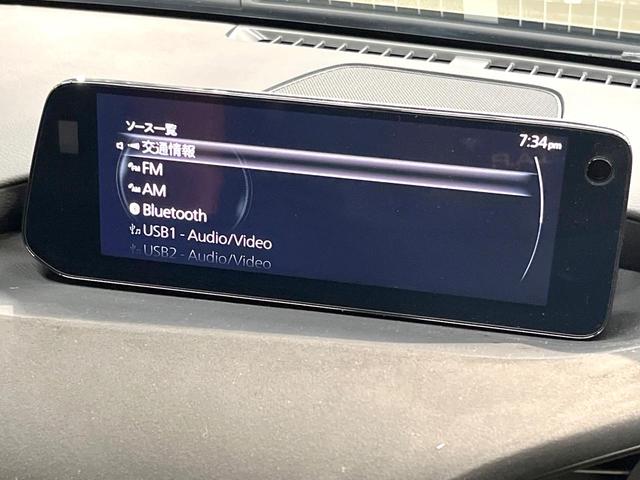 ソース一覧
7:34pm
交通情報
FM
AM
Bluetooth
USB1 - Audio/Video
USB2 - Audio/Video